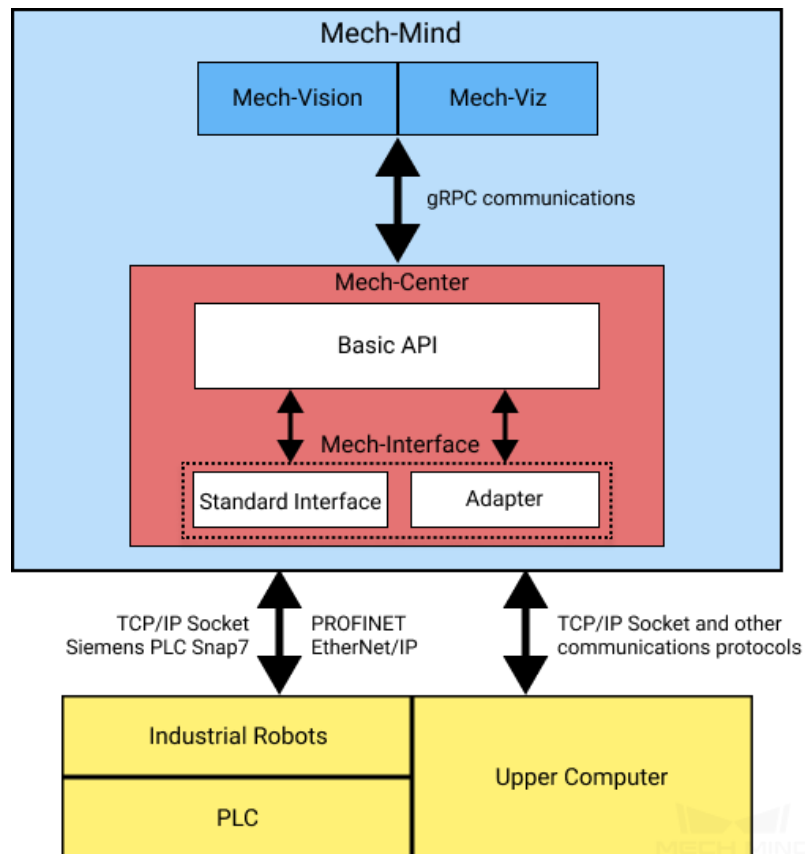 Mech-Mind
Mech-Vision
Mech-Viz
gRPC communications
Mech-Center
Basic API
Mech-Interface
Standard Interface
Adapter
TCP/IP Socket
Siemens PLC Snap7
PROFINET
EtherNet/IP
TCP/IP Socket and other
communications protocols
Industrial Robots
PLC
Upper Computer
MECH MIND